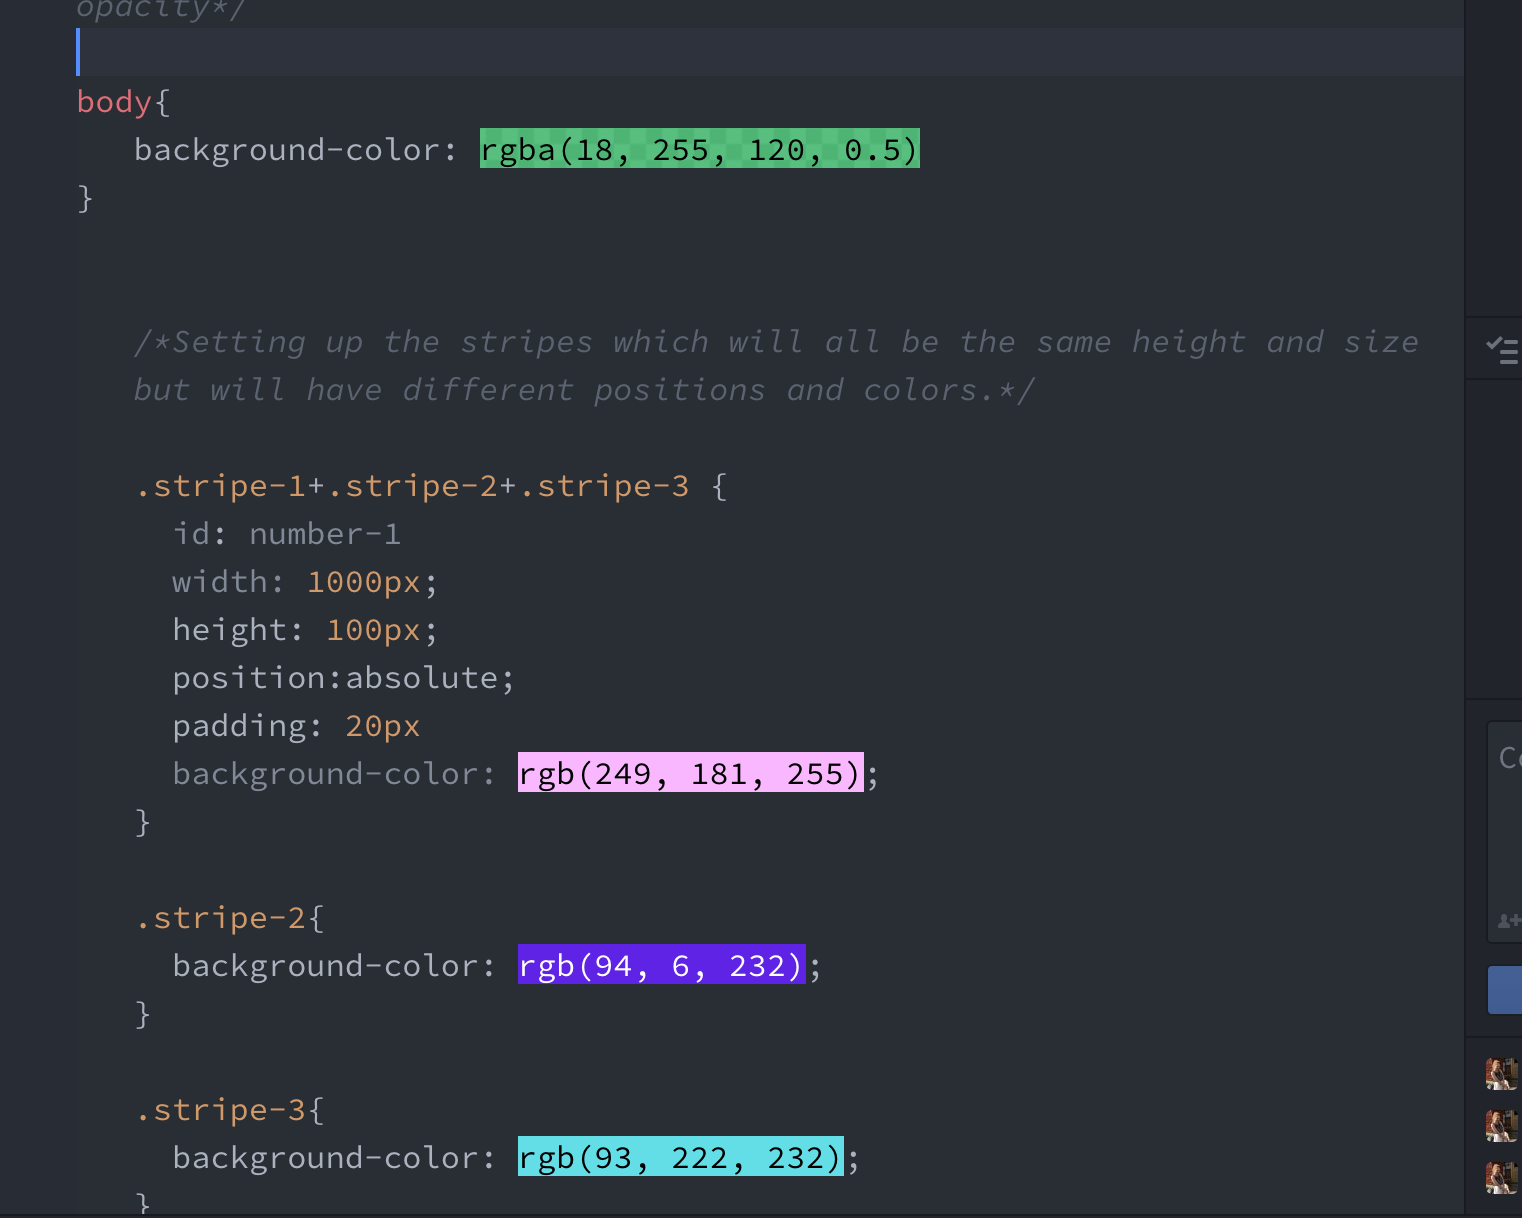 opacity*/
body{
background-color: rgba(18, 255, 120, 0.5)
}
/*Setting up the stripes which will all be the same height and size
but will have different positions and colors.*/
.stripe-1+.stripe-2+.stripe-3 {
id: number-1
width: 1000px;
height: 100px;
position:absolute;
padding: 20px
background-color: rgb(249, 181, 255);
}
.stripe-2{
background-color: rgb(94, 6, 232);
}
.stripe-3{
background-color: rgb(93, 222, 232);
}